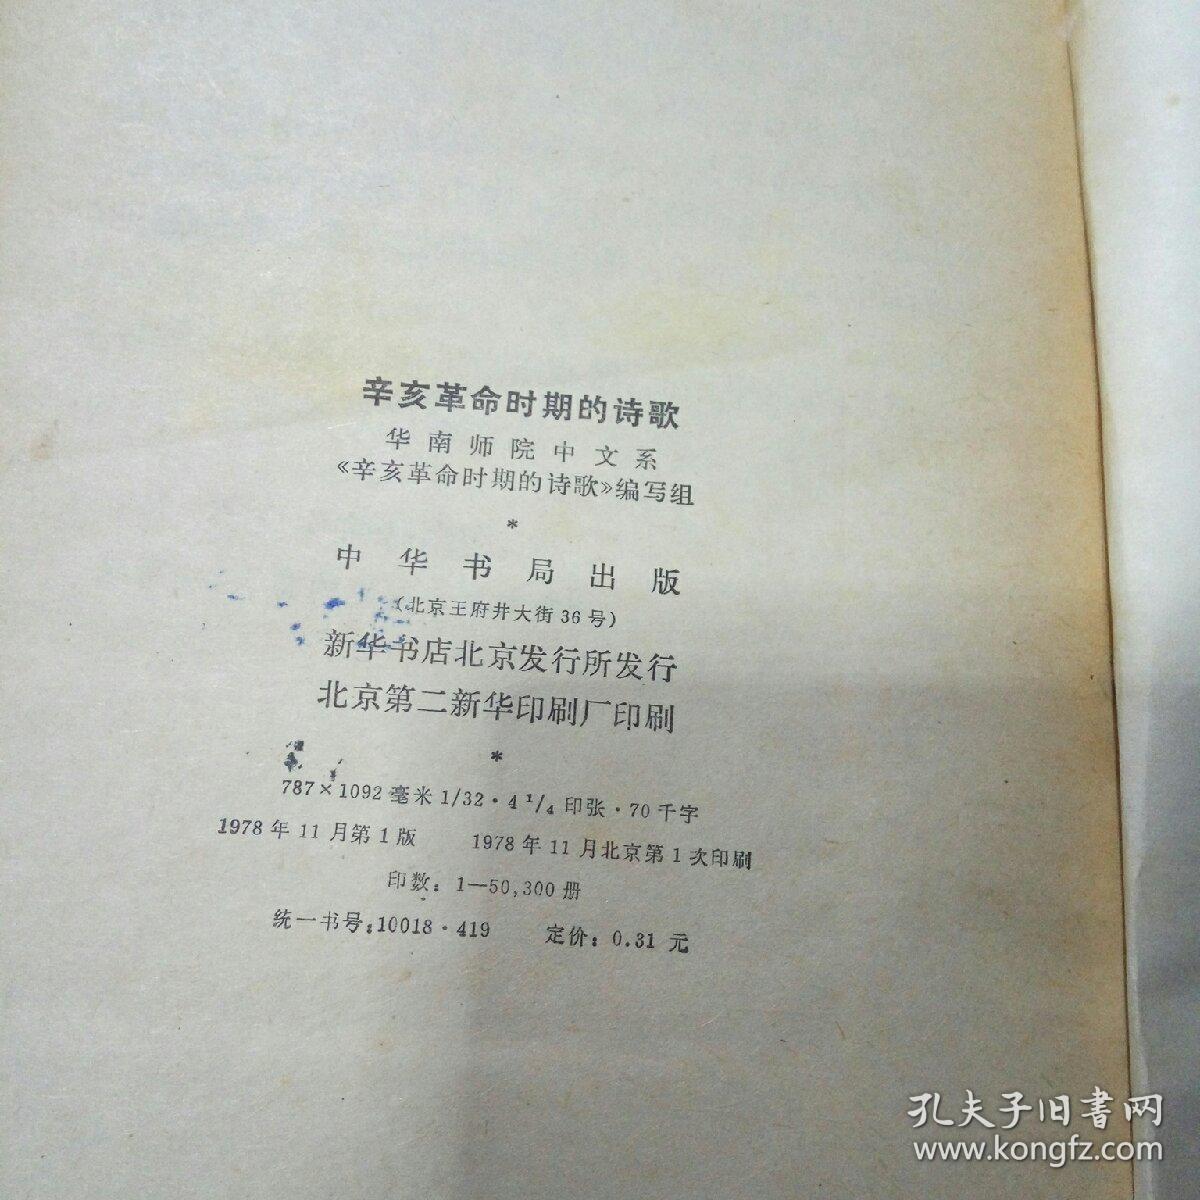 辛亥革命时期的诗歌
华南师院中文系
《辛亥革命时期的诗歌》编写组
*
中华书局出版
(北京王府井大街36号)
新华书店北京发行所发行
北京第二新华印刷厂印刷
*
787×1092毫米1/32·4 1/4印张·70千字
1978年11月第1版 1978年11月北京第1次印刷
印数:1—50,300册
统一书号:10018·419 定价:0.31元
孔夫子旧书网
www.kongfz.com